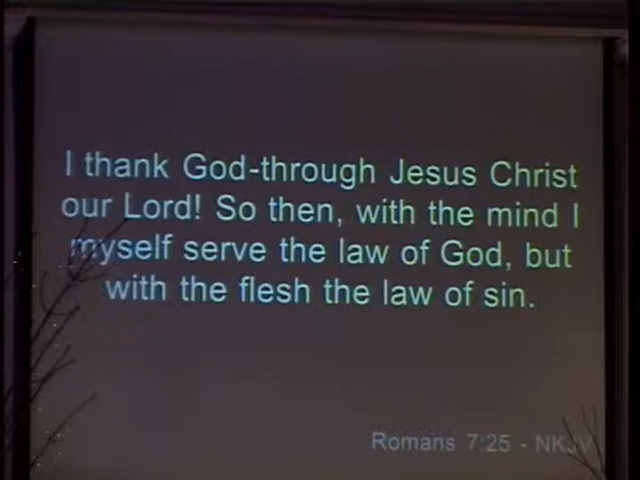 I thank God-through Jesus Christ
our Lord! So then, with the mind I
myself serve the law of God, but
with the flesh the law of sin.
Romans 7:25 - NKJV